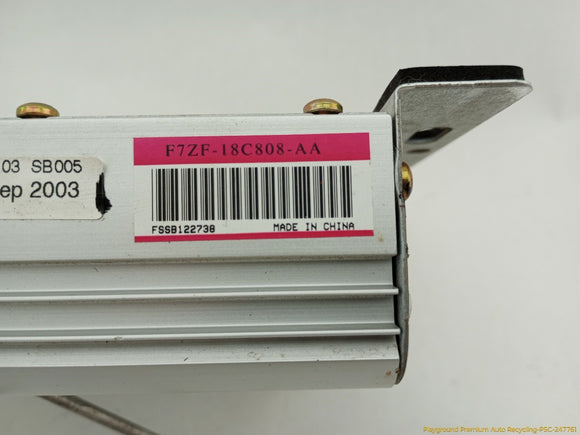 F7ZF-18C808-AA
03 SB005
ep 2003
FSSB122738 MADE IN CHINA
Playground Premium Auto Recycling-PSC-247761